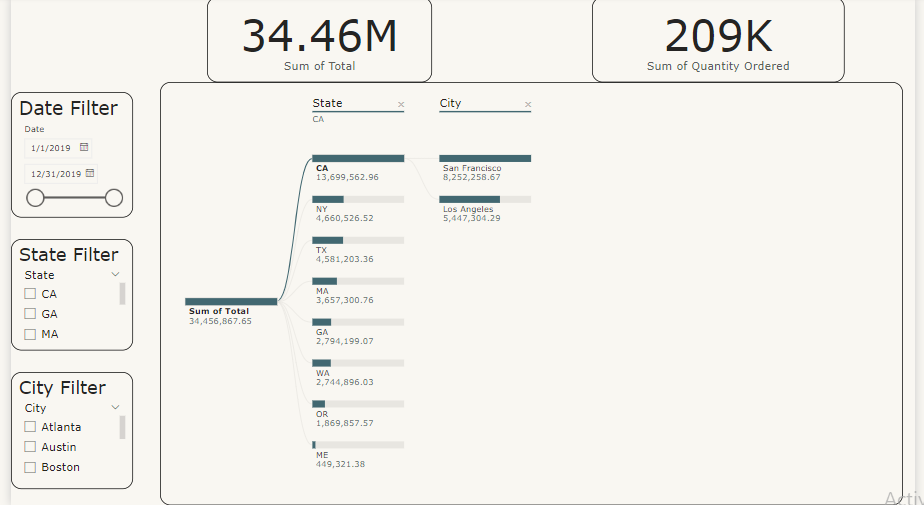 34.46M
Sum of Total
209K
Sum of Quantity Ordered
Date Filter
Date
1/1/2019
12/31/2019
State Filter
State
CA
GA
MA
City Filter
City
Atlanta
Austin
Boston
State
CA
City
Sum of Total
34,456,867.65
CA
13,699,562.96
NY
4,660,526.52
TX
4,581,203.36
MA
3,657,300.76
GA
2,794,199.07
WA
2,744,896.03
OR
1,869,857.57
ME
449,321.38
San Francisco
8,252,258.67
Los Angeles
5,447,304.29